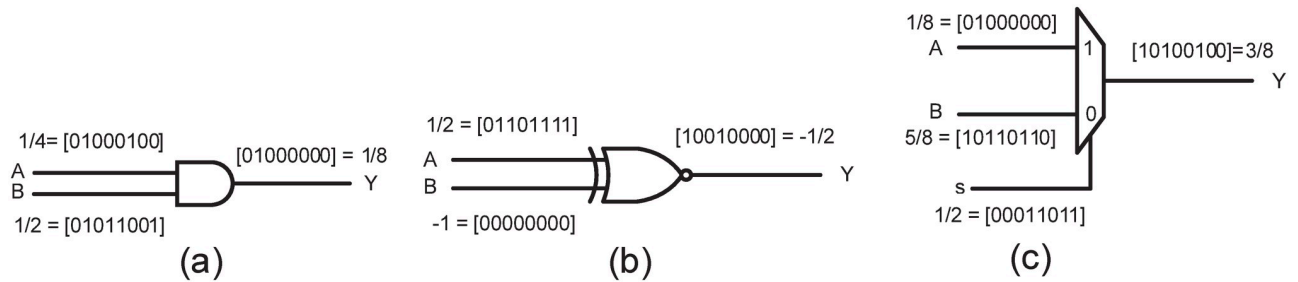 1/4= [01000100]
A
B
[01000000] = 1/8
Y
1/2 = [01011001]
(a)
1/2 = [01101111]
A
B
[10010000] = -1/2
Y
-1 = [00000000]
(b)
1/8 = [01000000]
A
1
[10100100]=3/8
Y
B
0
5/8 = [10110110]
s
1/2 = [00011011]
(c)